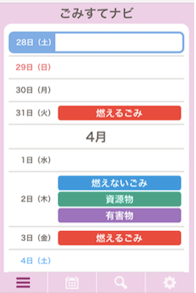 ごみすてナビ
28日（土）
29日（日）
30日（月）
31日（火） 燃えるごみ
4月
1日（水）
燃えないごみ
2日（木） 資源物
有害物
3日（金） 燃えるごみ
4日（土）